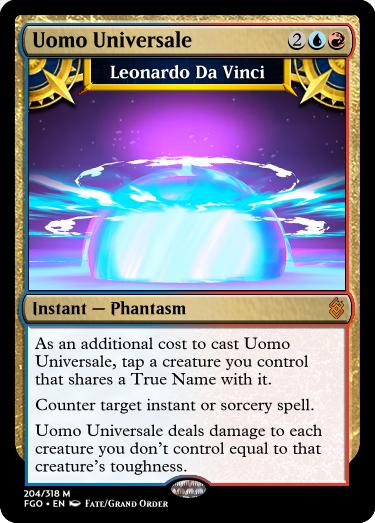 Uomo Universale 2
Leonardo Da Vinci
Instant — Phantasm
As an additional cost to cast Uomo
Universale, tap a creature you control
that shares a True Name with it.
Counter target instant or sorcery spell.
Uomo Universale deals damage to each
creature you don't control equal to that
creature's toughness.
204/318 M
FGO • EN Fate/Grand Order